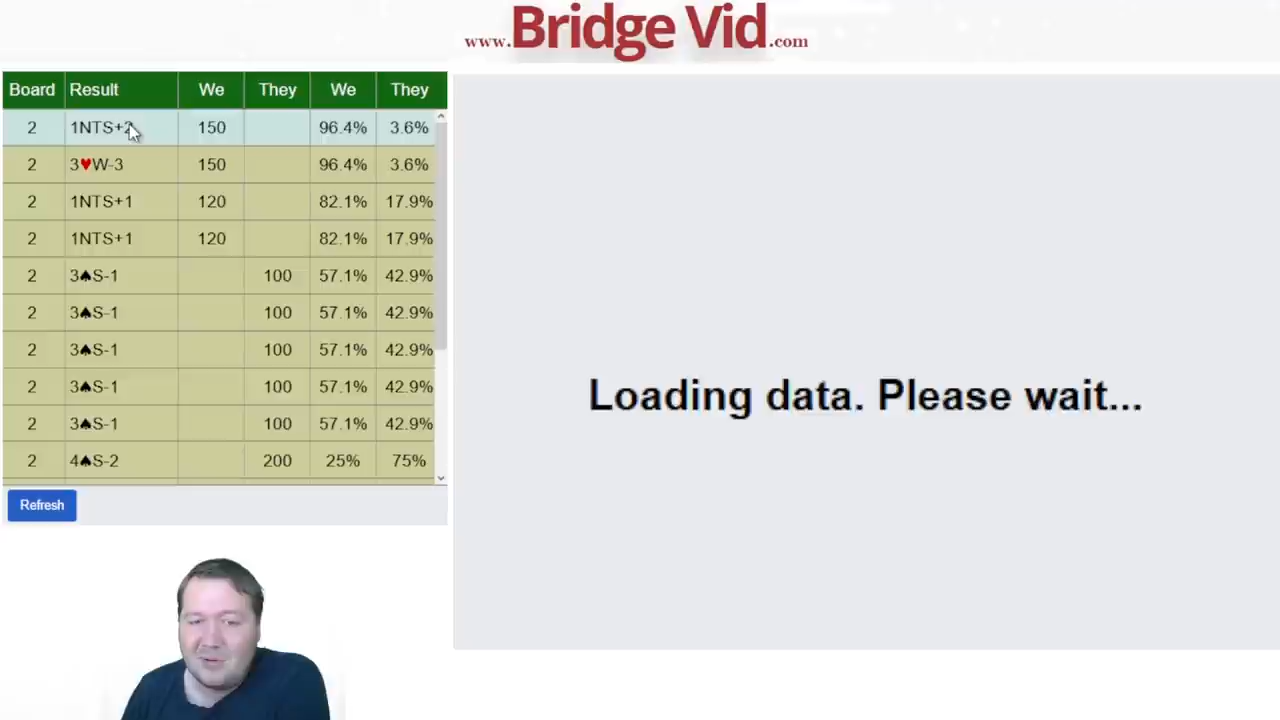 www.Bridge Vid.com
Board Result We They We They
2 1NTS+2 150 96.4% 3.6%
2 3♥W-3 150 96.4% 3.6%
2 1NTS+1 120 82.1% 17.9%
2 1NTS+1 120 82.1% 17.9%
2 3♠S-1 100 57.1% 42.9%
2 3♠S-1 100 57.1% 42.9%
2 3♠S-1 100 57.1% 42.9%
2 3♠S-1 100 57.1% 42.9%
2 3♠S-1 100 57.1% 42.9%
2 4♠S-2 200 25% 75%
Refresh
Loading data. Please wait...